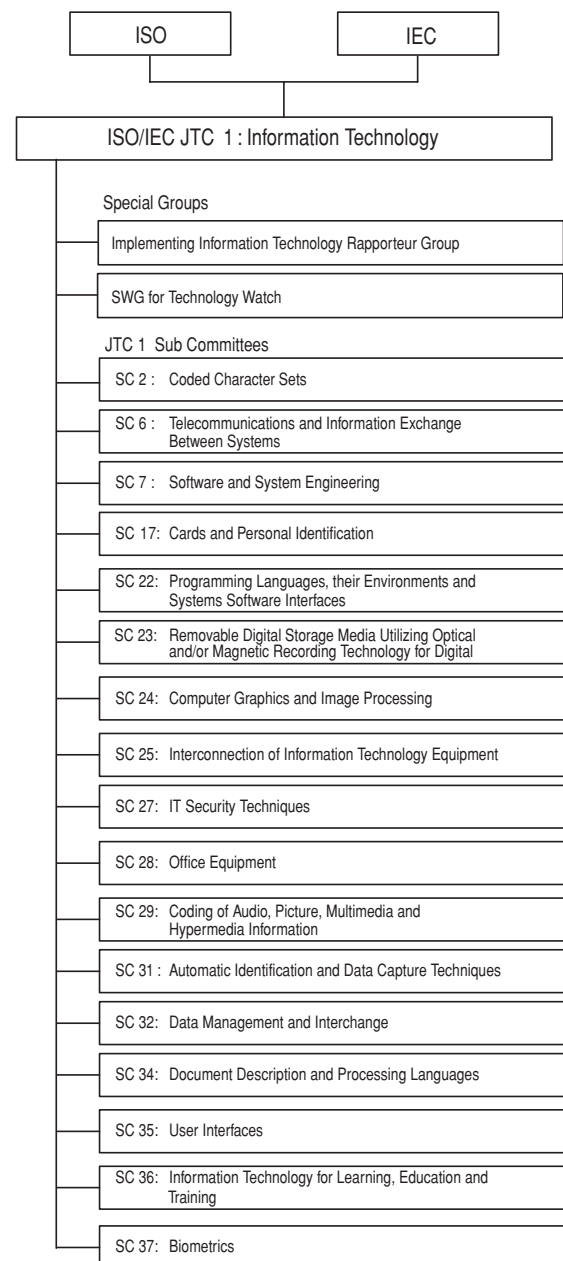 ISO
IEC
ISO/IEC JTC 1 : Information Technology
Special Groups
Implementing Information Technology Rapporteur Group
SWG for Technology Watch
JTC 1 Sub Committees
SC 2 : Coded Character Sets
SC 6 : Telecommunications and Information Exchange
Between Systems
SC 7 : Software and System Engineering
SC 17: Cards and Personal Identification
SC 22: Programming Languages, their Environments and
Systems Software Interfaces
SC 23: Removable Digital Storage Media Utilizing Optical
and/or Magnetic Recording Technology for Digital
SC 24: Computer Graphics and Image Processing
SC 25: Interconnection of Information Technology Equipment
SC 27: IT Security Techniques
SC 28: Office Equipment
SC 29: Coding of Audio, Picture, Multimedia and
Hypermedia Information
SC 31 : Automatic Identification and Data Capture Techniques
SC 32: Data Management and Interchange
SC 34: Document Description and Processing Languages
SC 35: User Interfaces
SC 36: Information Technology for Learning, Education and
Training
SC 37: Biometrics